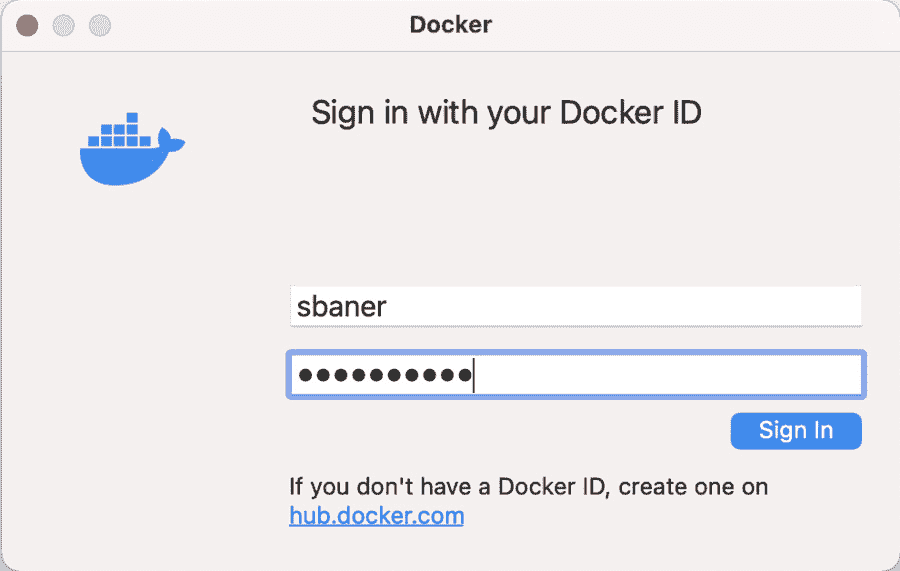 Docker
Sign in with your Docker ID
sbaner
●●●●●●●●●●
Sign In
If you don't have a Docker ID, create one on
hub.docker.com